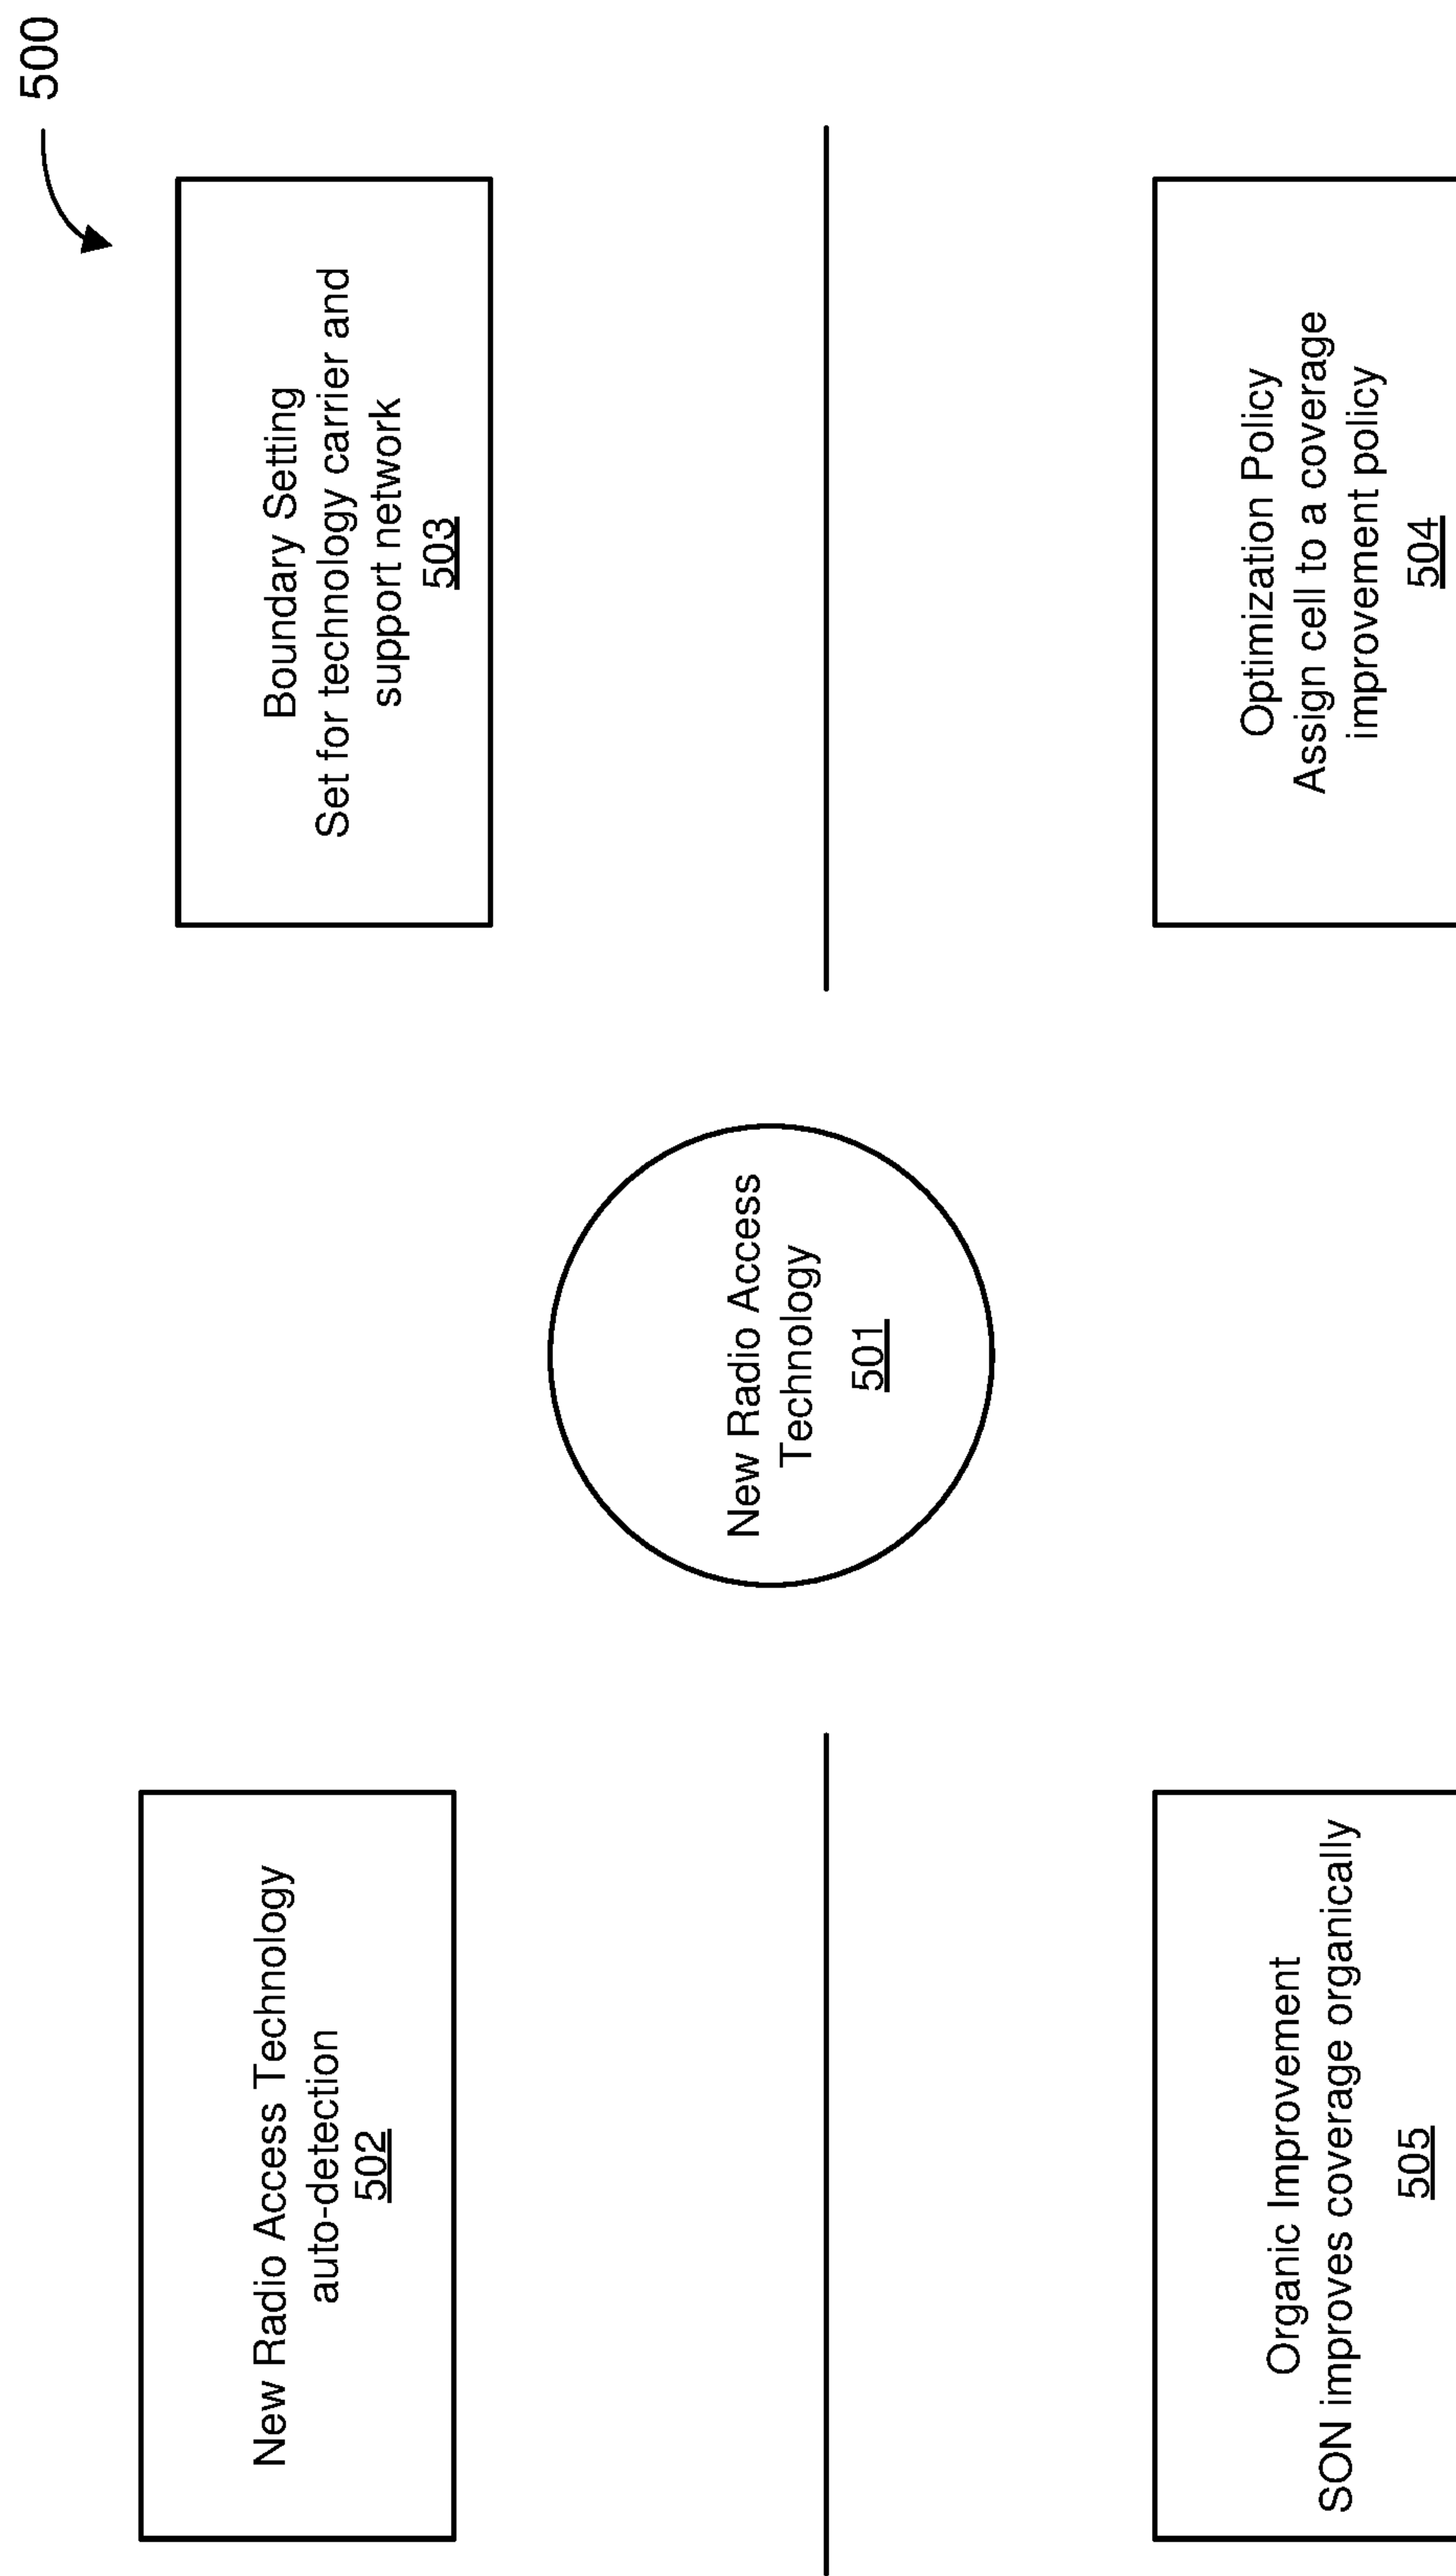 500
New Radio Access Technology
auto-detection
502
Boundary Setting
Set for technology carrier and
support network
503
New Radio Access
Technology
501
Organic Improvement
SON improves coverage organically
505
Optimization Policy
Assign cell to a coverage
improvement policy
504